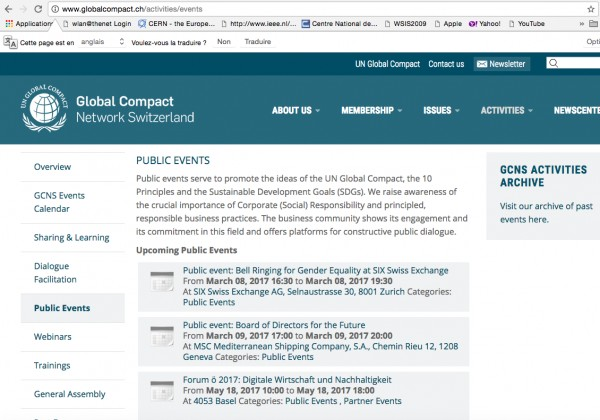 www.globalcompact.ch/activities/events
Application wlan@thenet Login CERN - the Europe... http://www.ieee.nl/... Centre National de... WSIS2009 Apple Yahoo! YouTube
Cette page est en anglais Voulez-vous la traduire ? Non Traduire Opti
UN Global Compact Contact us Newsletter
UN GLOBAL COMPACT
Global Compact
Network Switzerland
ABOUT US MEMBERSHIP ISSUES ACTIVITIES NEWSCENTE
Overview
GCNS Events
Calendar
Sharing & Learning
Dialogue
Facilitation
Public Events
Webinars
Trainings
General Assembly
PUBLIC EVENTS
Public events serve to promote the ideas of the UN Global Compact, the 10
Principles and the Sustainable Development Goals (SDGs). We raise awareness of
the crucial importance of Corporate (Social) Responsibility and principled,
responsible business practices. The business community shows its engagement and
its commitment in this field and offers platforms for constructive public dialogue.
Upcoming Public Events
Public event: Bell Ringing for Gender Equality at SIX Swiss Exchange
From March 08, 2017 16:30 to March 08, 2017 19:30
At SIX Swiss Exchange AG, Selnaustrasse 30, 8001 Zurich Categories:
Public Events
Public event: Board of Directors for the Future
From March 09, 2017 17:00 to March 09, 2017 20:00
At MSC Mediterranean Shipping Company, S.A., Chemin Rieu 12, 1208
Geneva Categories: Public Events
Forum ö 2017: Digitale Wirtschaft und Nachhaltigkeit
From May 18, 2017 10:00 to May 18, 2017 18:00
At 4053 Basel Categories: Public Events , Partner Events
GCNS ACTIVITIES
ARCHIVE
Visit our archive of past
events here.